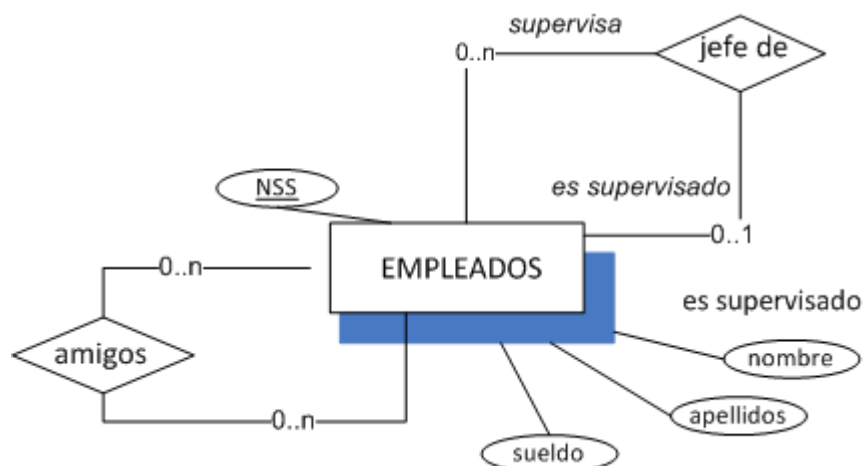 supervisa
0..n
jefe de
NSS
es supervisado
0..1
EMPLEADOS
0..n
es supervisado
amigos
nombre
0..n
apellidos
sueldo